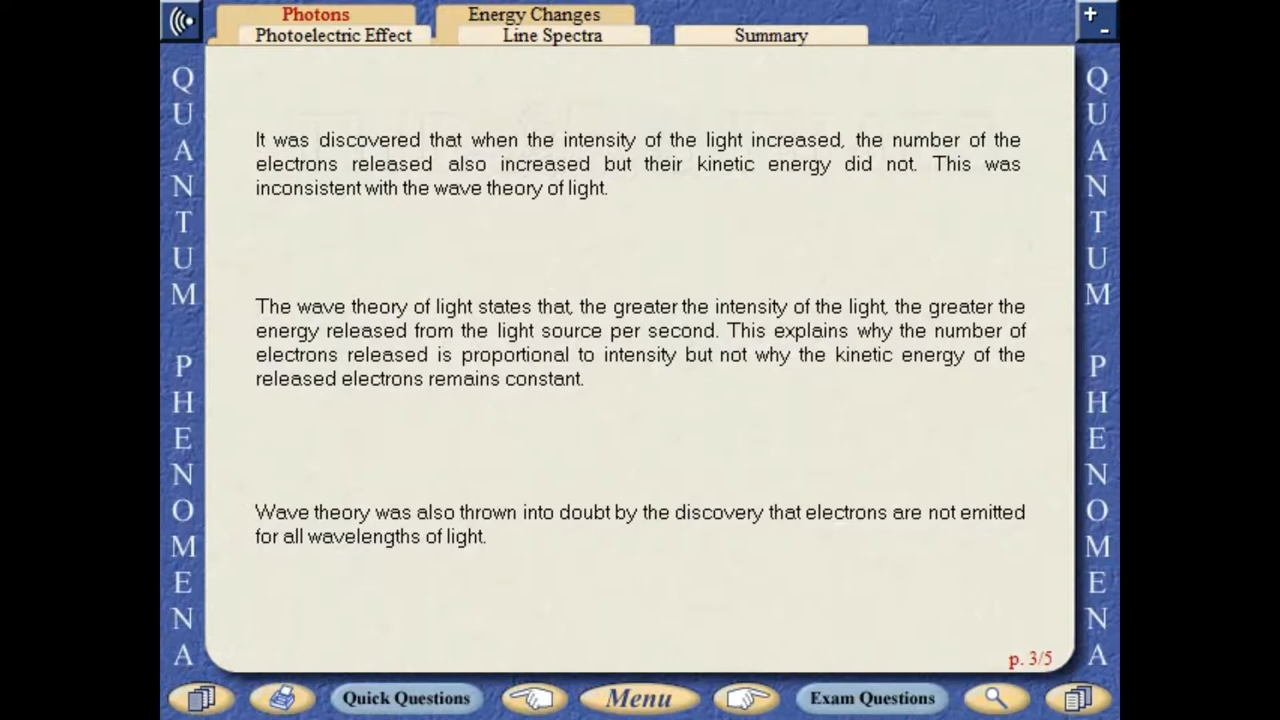 Photons
Energy Changes
Photoelectric Effect
Line Spectra
Summary
+
-
QUANTUM PHENOMENA
It was discovered that when the intensity of the light increased, the number of the
electrons released also increased but their kinetic energy did not. This was
inconsistent with the wave theory of light.
The wave theory of light states that, the greater the intensity of the light, the greater the
energy released from the light source per second. This explains why the number of
electrons released is proportional to intensity but not why the kinetic energy of the
released electrons remains constant.
Wave theory was also thrown into doubt by the discovery that electrons are not emitted
for all wavelengths of light.
p. 3/5
QUANTUM PHENOMENA
Quick Questions
Menu
Exam Questions